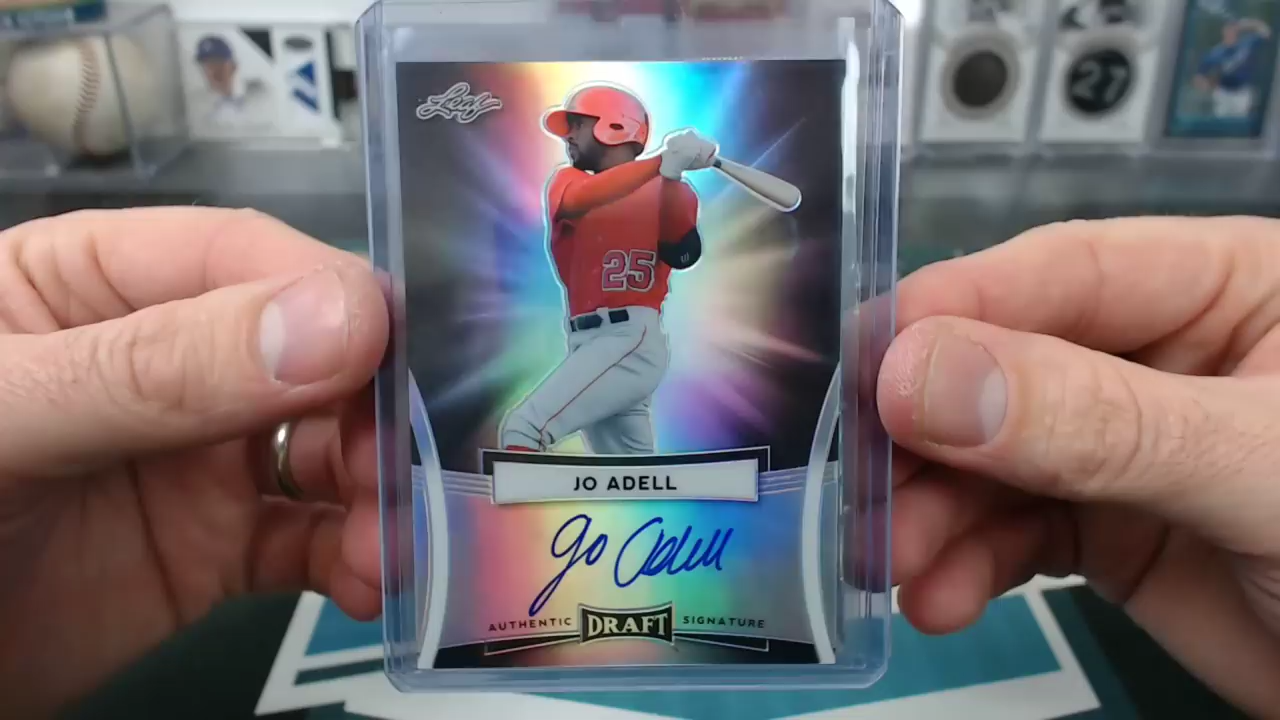 27
Leaf
25
JO ADELL
Jo Adell
AUTHENTIC DRAFT SIGNATURE